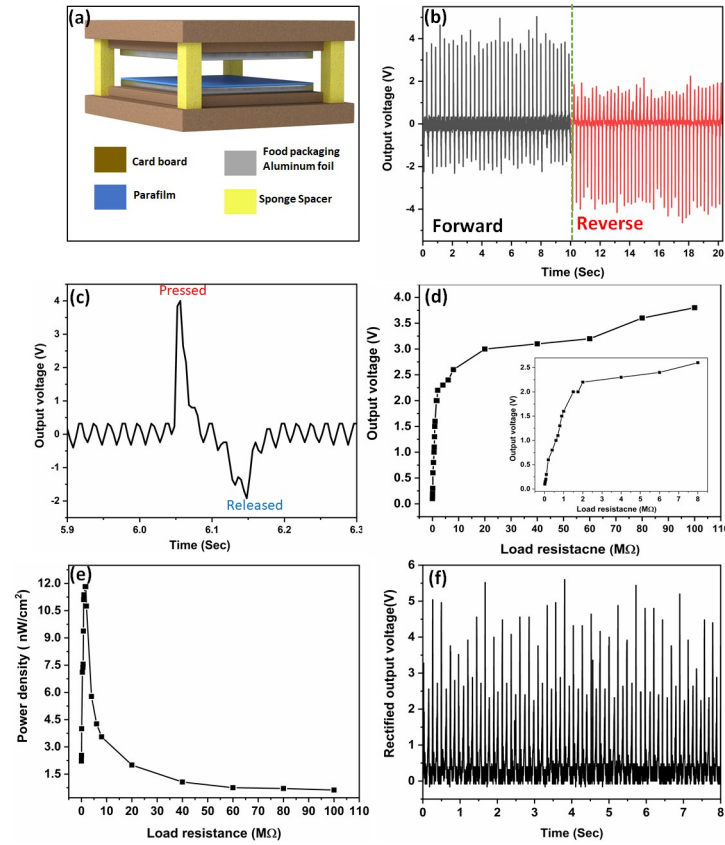 (a)
Card board
Food packaging
Aluminum foil
Parafilm
Sponge Spacer
(b)
Output voltage (V)
4
2
0
-2
-4
Forward
Reverse
0 2 4 6 8 10 12 14 16 18 20
Time (Sec)
(c)
Pressed
Output voltage (V)
4
3
2
1
0
-1
-2
Released
5.9 6.0 6.1 6.2 6.3
Time (Sec)
(d)
Output voltage (V)
4.0
3.5
3.0
2.5
2.0
1.5
1.0
0.5
0.0
Output voltage (V)
2.5
2.0
1.5
1.0
0.5
0.0
0 1 2 3 4 5 6 7 8
Load resistacne (MΩ)
0 10 20 30 40 50 60 70 80 90 100 110
Load resistacne (MΩ)
(e)
Power density ( nW/cm²)
12.0
10.5
9.0
7.5
6.0
4.5
3.0
1.5
0 10 20 30 40 50 60 70 80 90 100 110
Load resistance (MΩ)
(f)
Rectified output voltage(V)
6
5
4
3
2
1
0
0 1 2 3 4 5 6 7 8
Time (Sec)